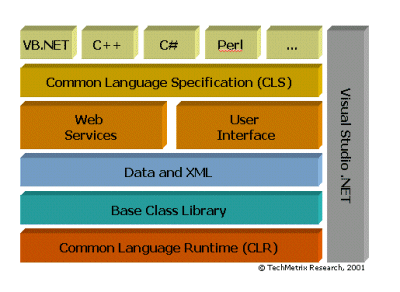 VB.NET C++ C# Perl ...
Common Language Specification (CLS)
Web
Services
User
Interface
Data and XML
Base Class Library
Common Language Runtime (CLR)
Visual Studio .NET
© TechMetrix Research, 2001